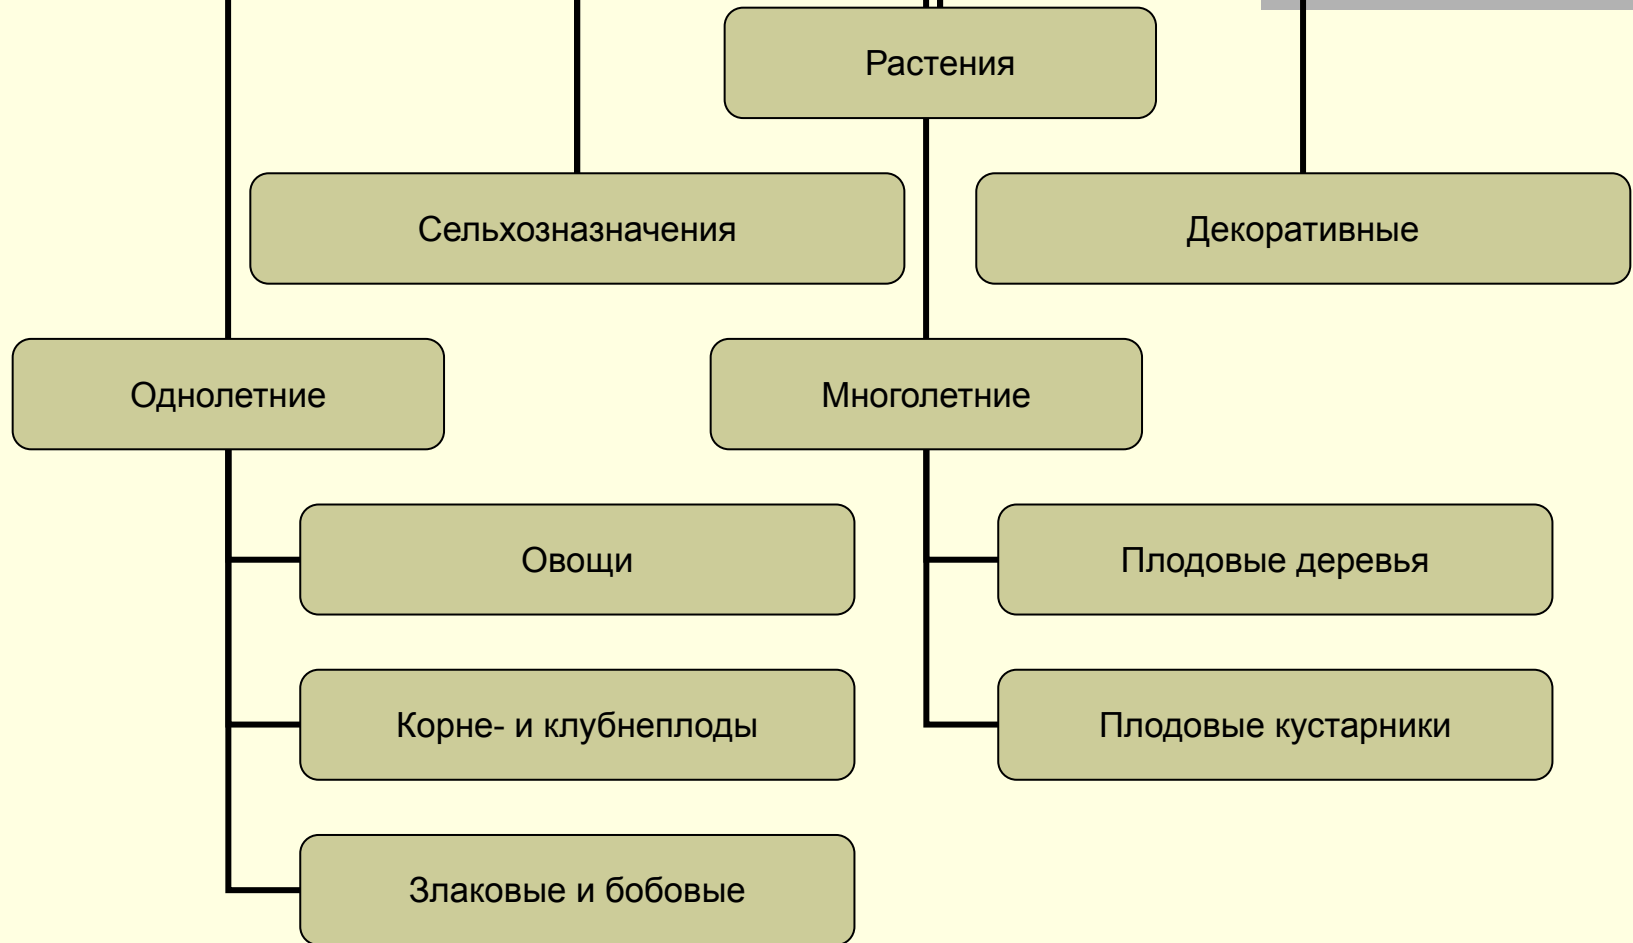 Растения
Сельхозназначения
Декоративные
Однолетние
Многолетние
Овощи
Плодовые деревья
Корне- и клубнеплоды
Плодовые кустарники
Злаковые и бобовые